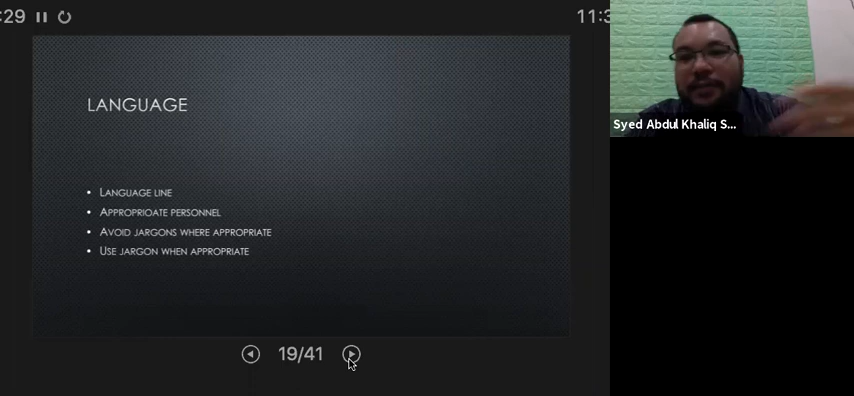 :29
11:3
LANGUAGE
• LANGUAGE LINE
• APPROPRIOATE PERSONNEL
• AVOID JARGONS WHERE APPROPRIATE
• USE JARGON WHEN APPROPRIATE
19/41
Syed Abdul Khaliq S...